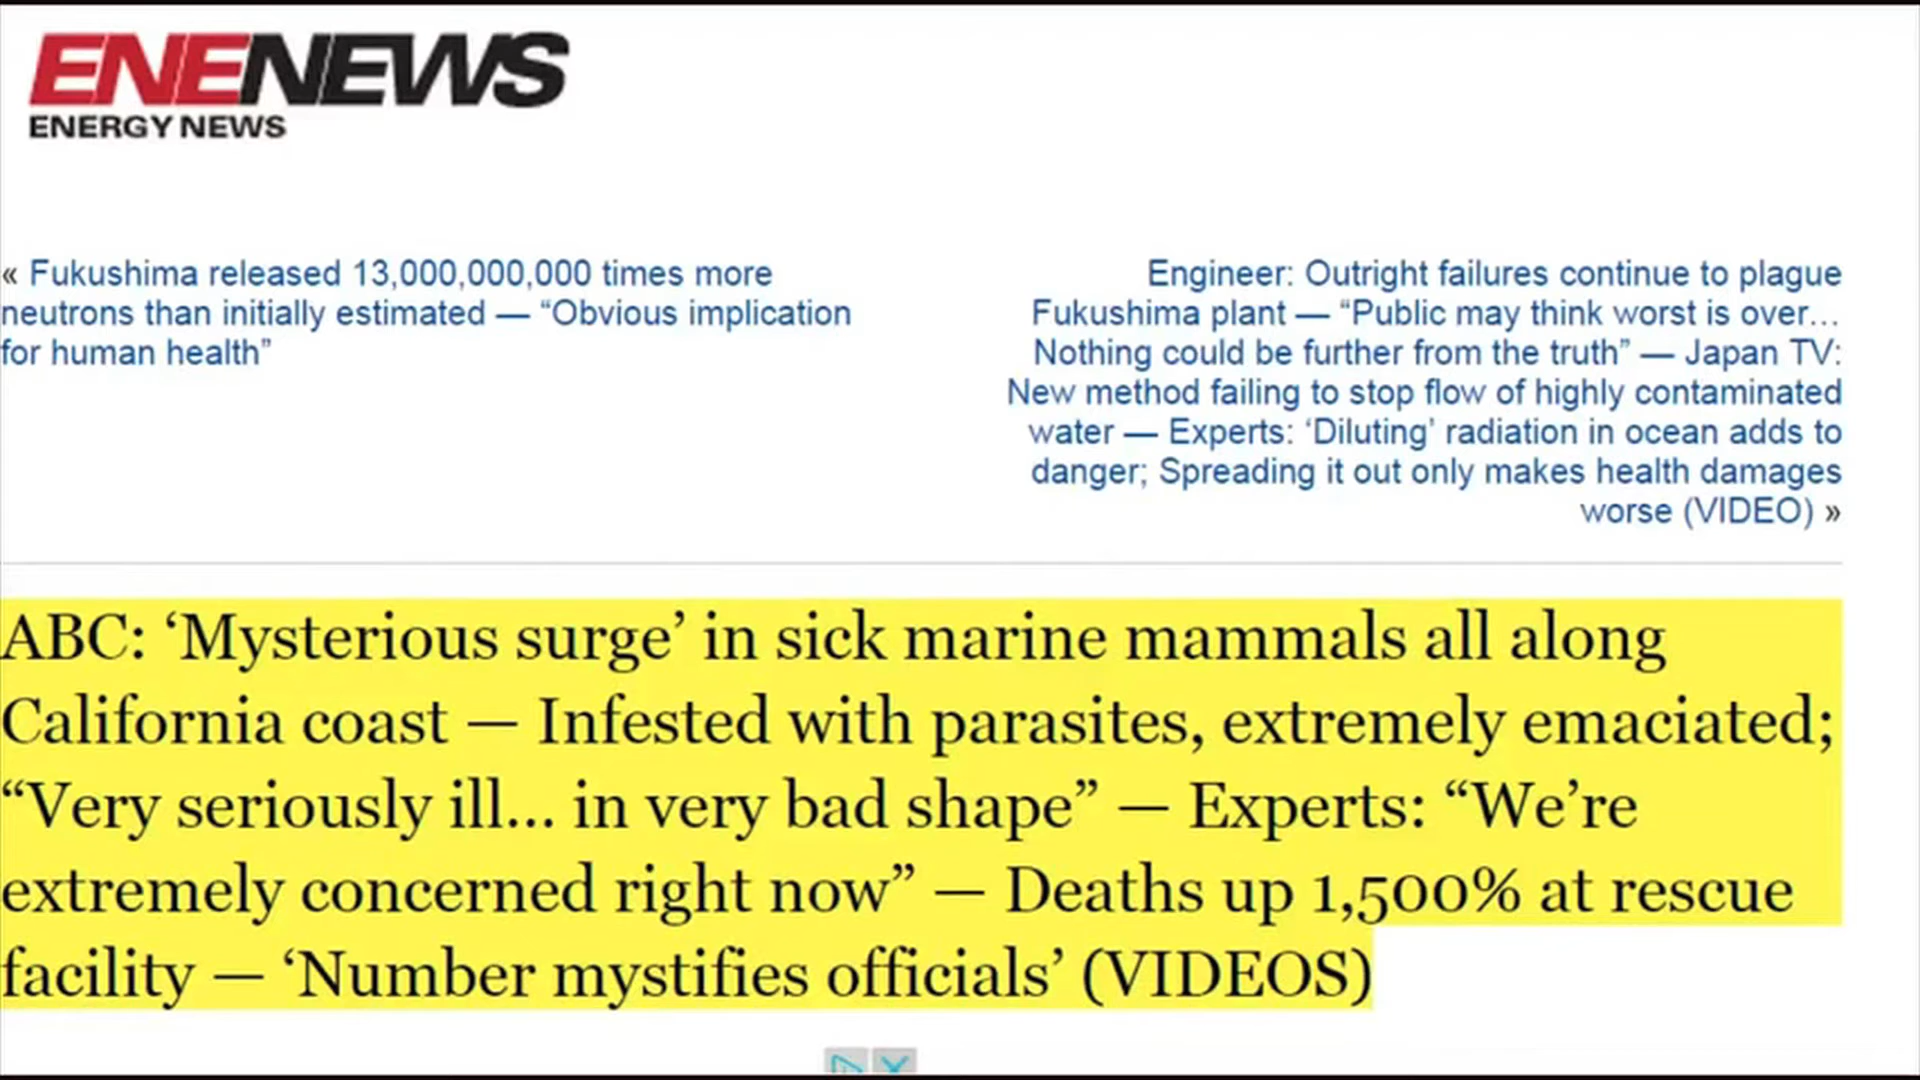 ENENEWS
ENERGY NEWS
« Fukushima released 13,000,000,000 times more
neutrons than initially estimated — “Obvious implication
for human health”
Engineer: Outright failures continue to plague
Fukushima plant — “Public may think worst is over…
Nothing could be further from the truth” — Japan TV:
New method failing to stop flow of highly contaminated
water — Experts: ‘Diluting’ radiation in ocean adds to
danger; Spreading it out only makes health damages
worse (VIDEO) »
ABC: ‘Mysterious surge’ in sick marine mammals all along
California coast — Infested with parasites, extremely emaciated;
“Very seriously ill… in very bad shape” — Experts: “We’re
extremely concerned right now” — Deaths up 1,500% at rescue
facility — ‘Number mystifies officials’ (VIDEOS)